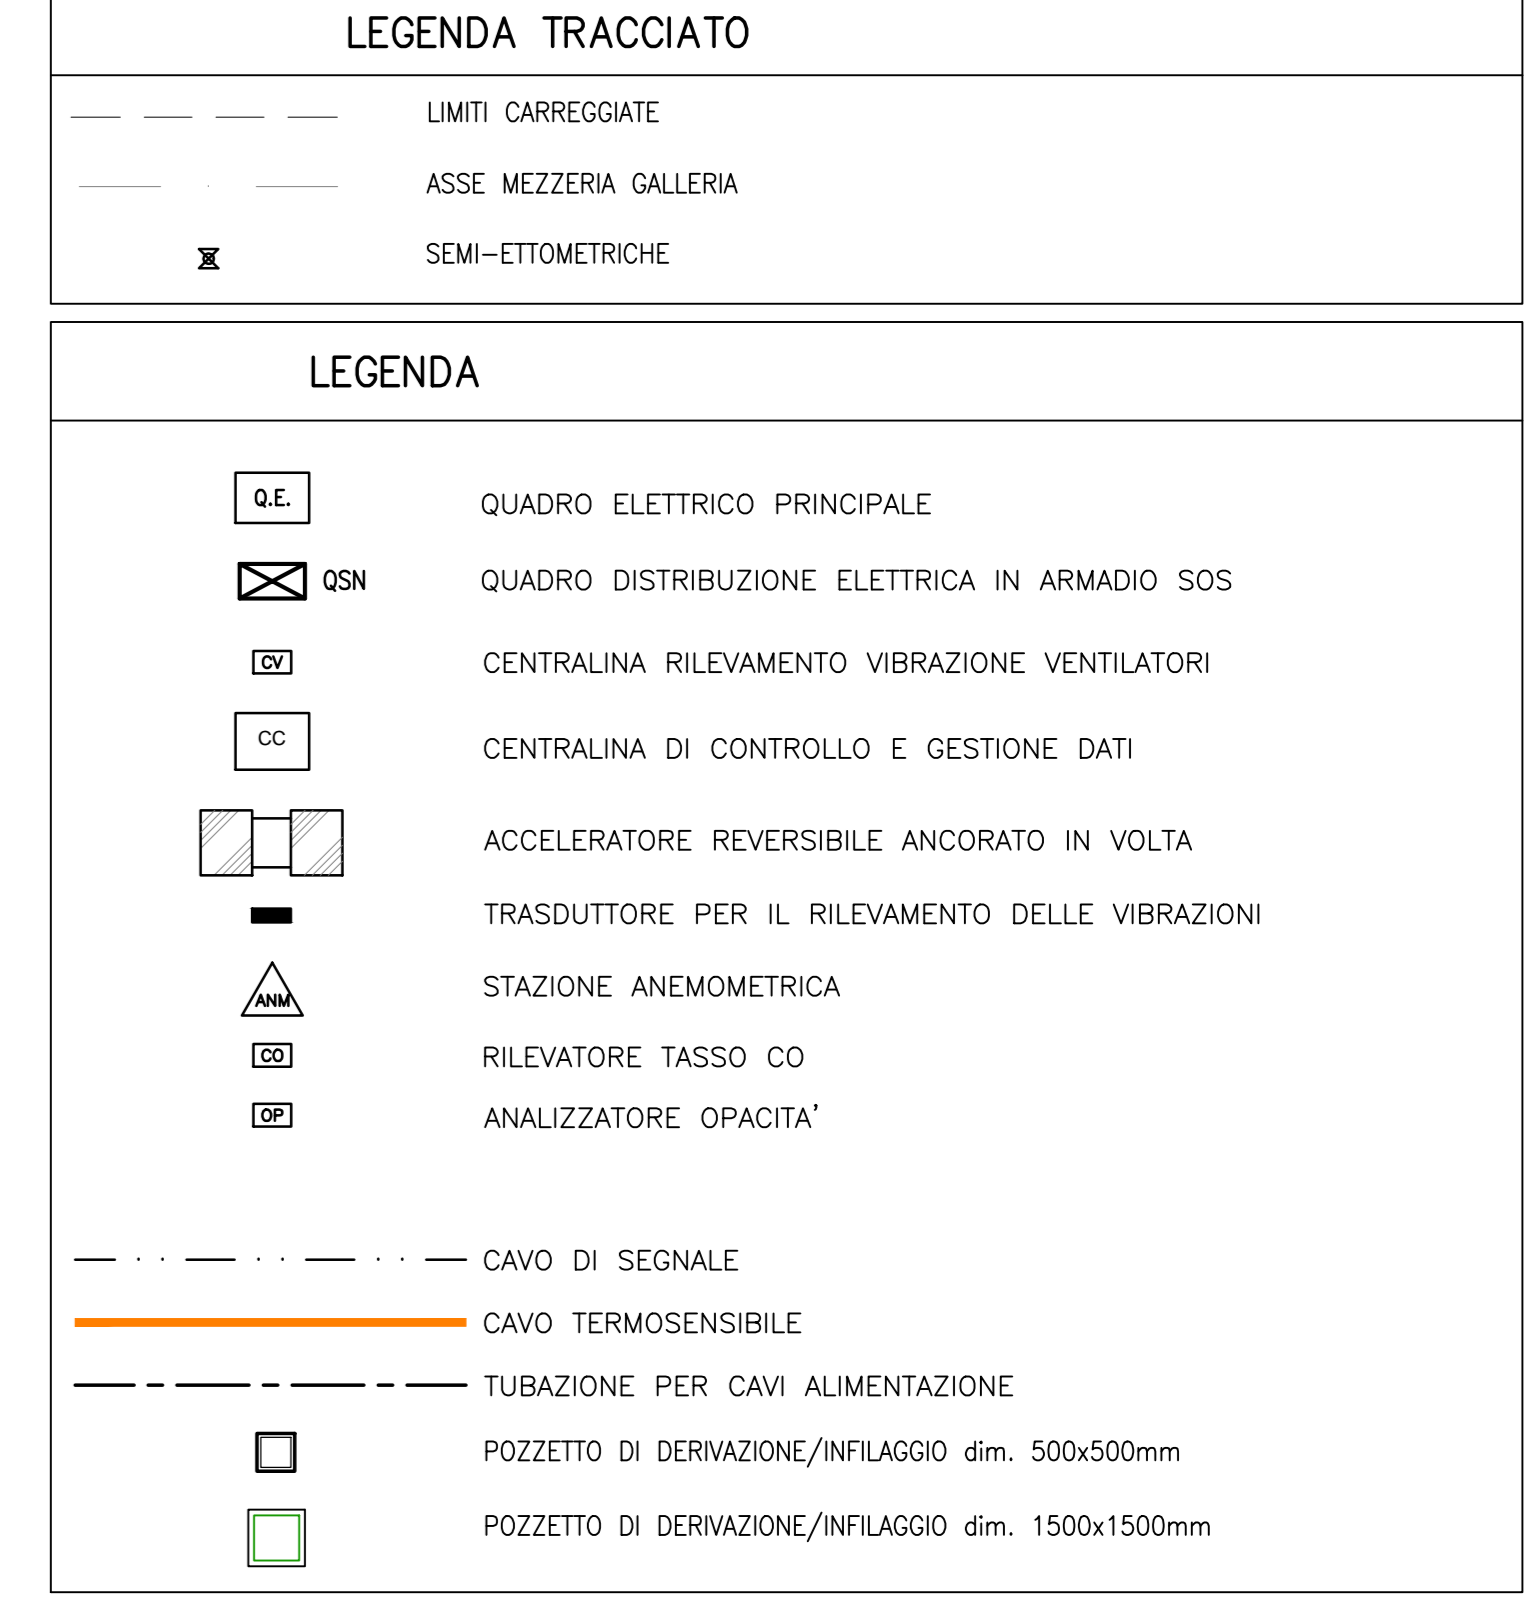 LEGENDA TRACCIATO
LIMITI CARREGGIATE
ASSE MEZZERIA GALLERIA
SEMI-ETTOMETRICHE
LEGENDA
Q.E. QUADRO ELETTRICO PRINCIPALE
QSN QUADRO DISTRIBUZIONE ELETTRICA IN ARMADIO SOS
CV CENTRALINA RILEVAMENTO VIBRAZIONE VENTILATORI
CC CENTRALINA DI CONTROLLO E GESTIONE DATI
ACCELERATORE REVERSIBILE ANCORATO IN VOLTA
TRASDUTTORE PER IL RILEVAMENTO DELLE VIBRAZIONI
ANM STAZIONE ANEMOMETRICA
CO RILEVATORE TASSO CO
OP ANALIZZATORE OPACITA'
CAVO DI SEGNALE
CAVO TERMOSENSIBILE
TUBAZIONE PER CAVI ALIMENTAZIONE
POZZETTO DI DERIVAZIONE/INFILAGGIO dim. 500x500mm
POZZETTO DI DERIVAZIONE/INFILAGGIO dim. 1500x1500mm